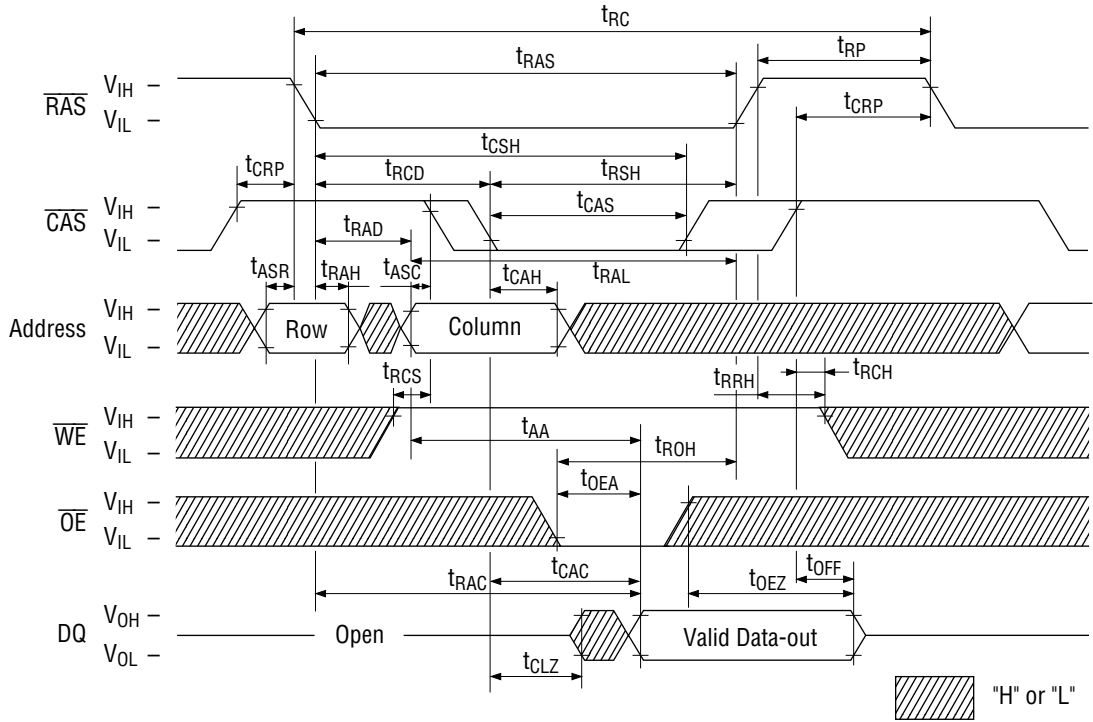 tRC
tRAS
tRP
RAS
VIH –
VIL –
tCRP
tCSH
tCRP
tRCD
tRSH
CAS
VIH –
VIL –
tCAS
tRAD
tRAL
tASR
tRAH
tASC
tCAH
Address
VIH –
VIL –
Row
Column
tRCS
tRRH
tRCH
WE
VIH –
VIL –
tAA
tROH
tOEA
OE
VIH –
VIL –
tCAC
tRAC
tOEZ
tOFF
DQ
VOH –
VOL –
Open
Valid Data-out
tCLZ
"H" or "L"